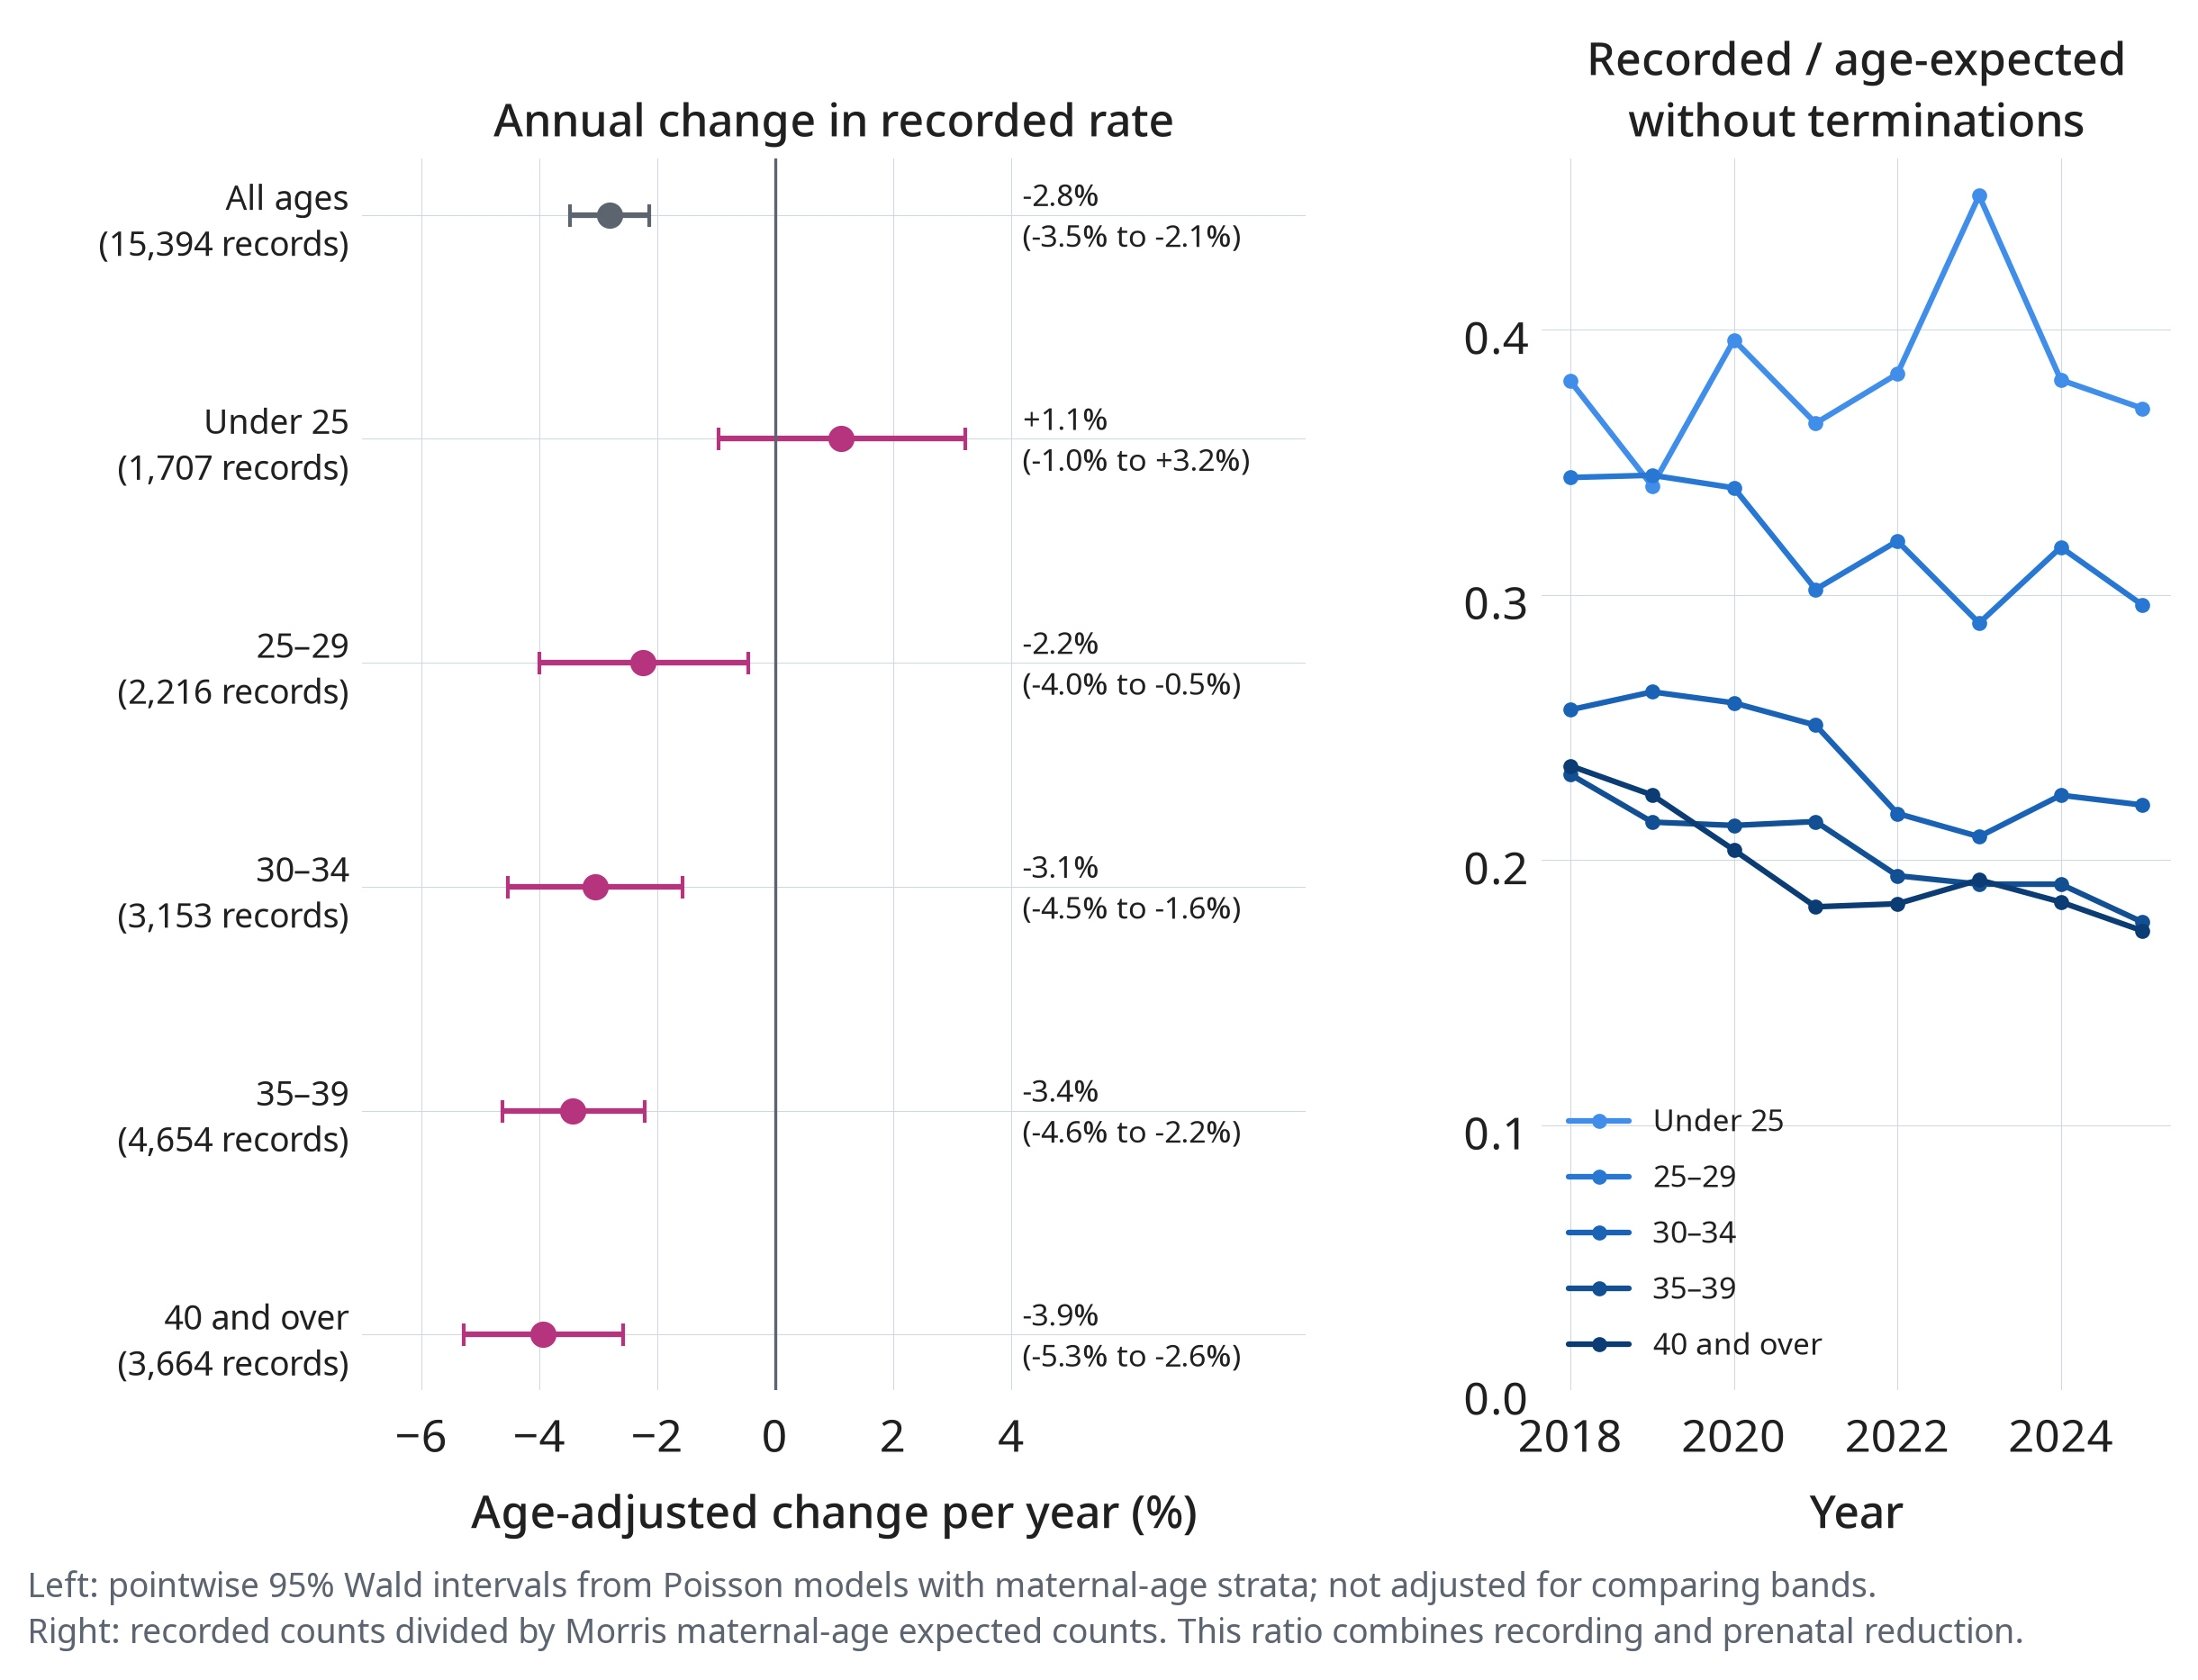 Annual change in recorded rate
All ages
(15,394 records)
-2.8%
(-3.5% to -2.1%)
Under 25
(1,707 records)
+1.1%
(-1.0% to +3.2%)
25–29
(2,216 records)
-2.2%
(-4.0% to -0.5%)
30–34
(3,153 records)
-3.1%
(-4.5% to -1.6%)
35–39
(4,654 records)
-3.4%
(-4.6% to -2.2%)
40 and over
(3,664 records)
-3.9%
(-5.3% to -2.6%)
−6 −4 −2 0 2 4
Age-adjusted change per year (%)
Recorded / age-expected
without terminations
0.4
0.3
0.2
0.1
0.0
Under 25
25–29
30–34
35–39
40 and over
2018 2020 2022 2024
Year
Left: pointwise 95% Wald intervals from Poisson models with maternal-age strata; not adjusted for comparing bands.
Right: recorded counts divided by Morris maternal-age expected counts. This ratio combines recording and prenatal reduction.